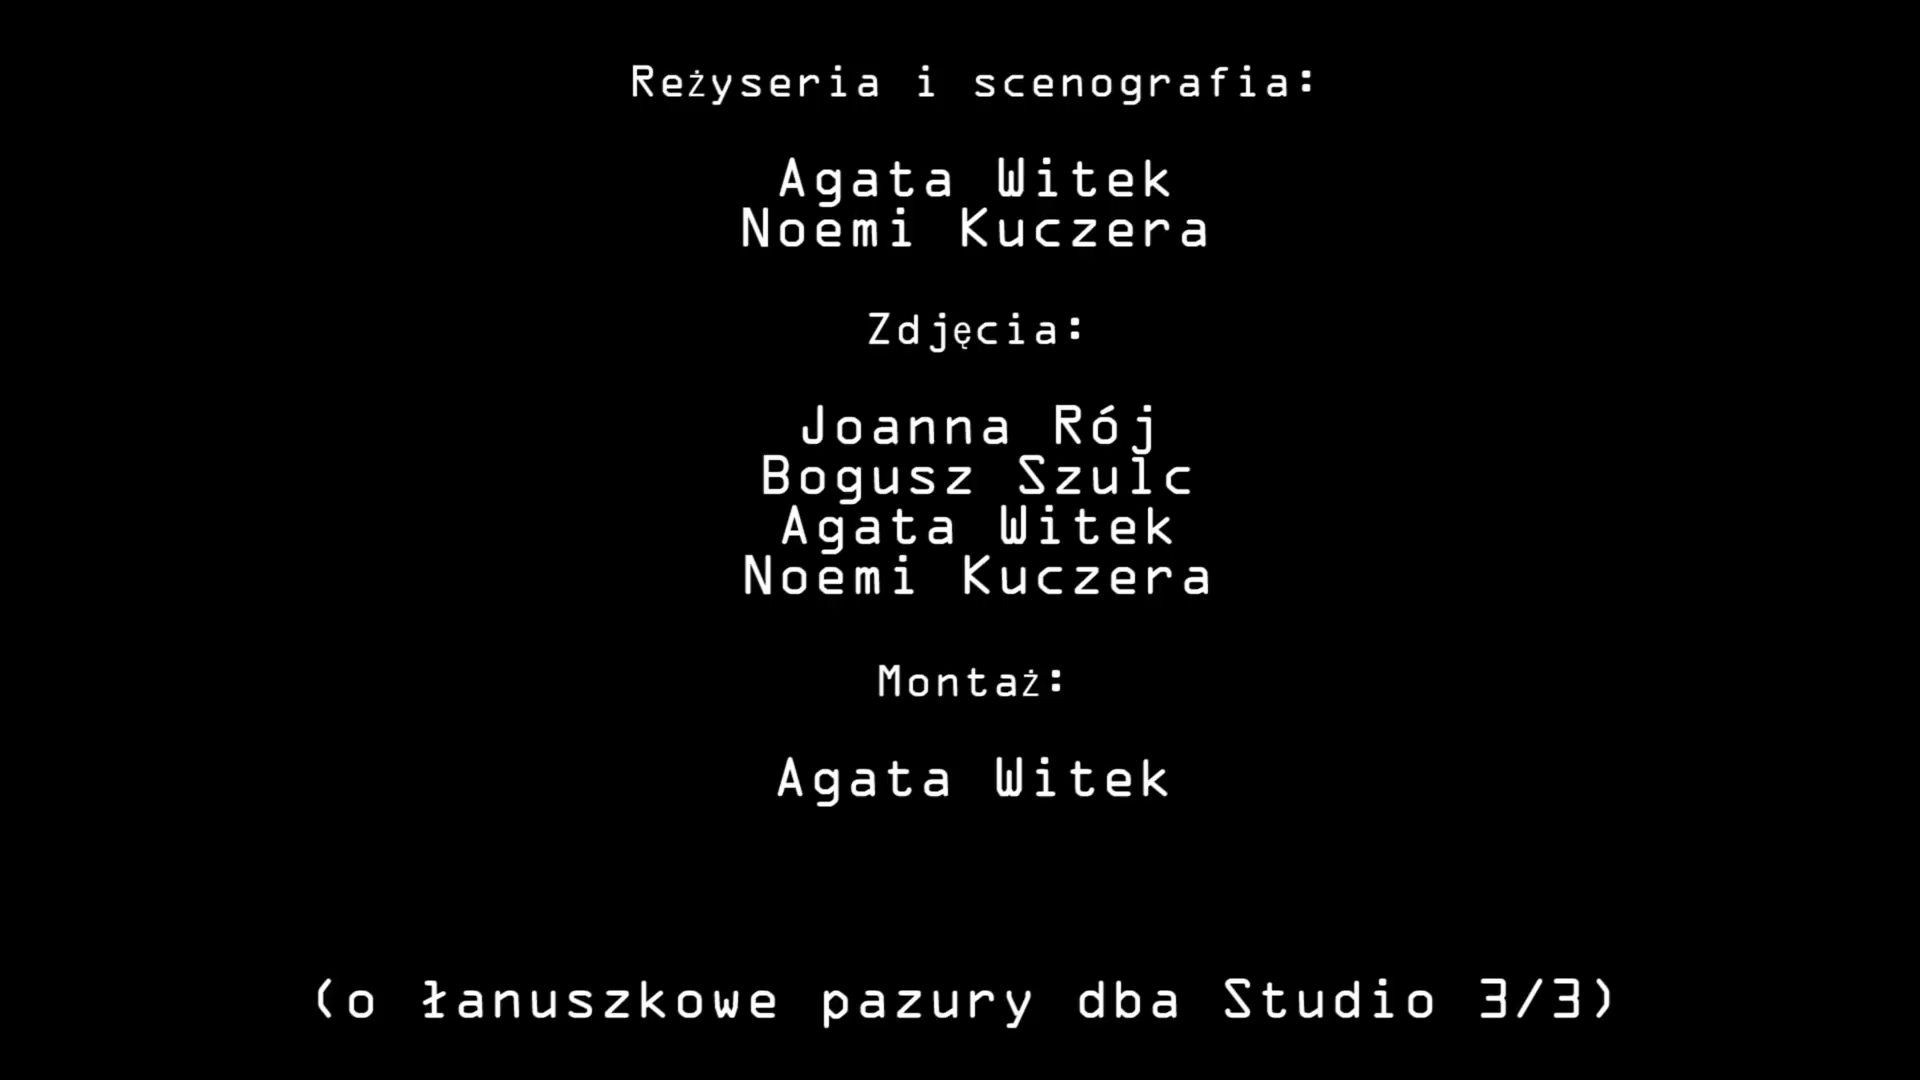 Reżyseria i scenografia:
Agata Witek
Noemi Kuczera
Zdjęcia:
Joanna Rój
Bogusz Szulc
Agata Witek
Noemi Kuczera
Montaż:
Agata Witek
(o łanuszkowe pazury dba Studio 3/3)